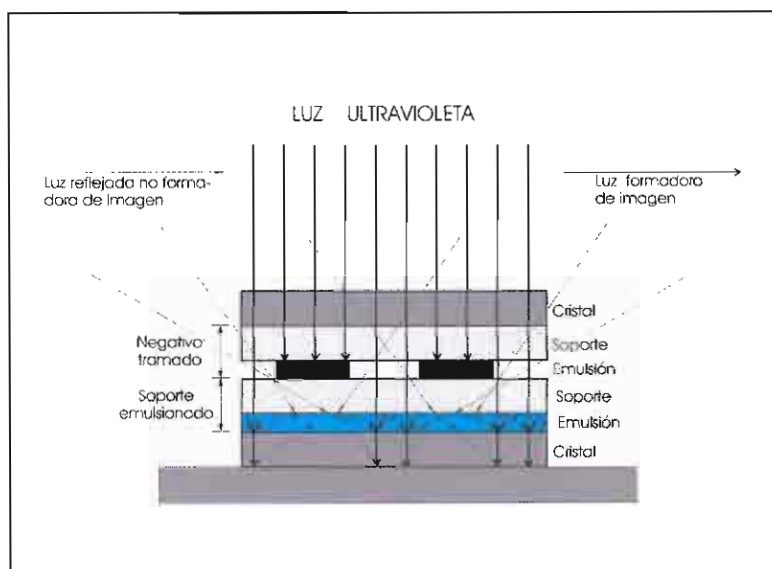 LUZ ULTRAVIOLETA
Luz reflejada no forma-
dora de Imagen
Luz formadora
de imagen
Cristal
Soporte
Negativo
tramado
Emulsión
Soporte
Soporte
emulsionado
Emulsión
Cristal